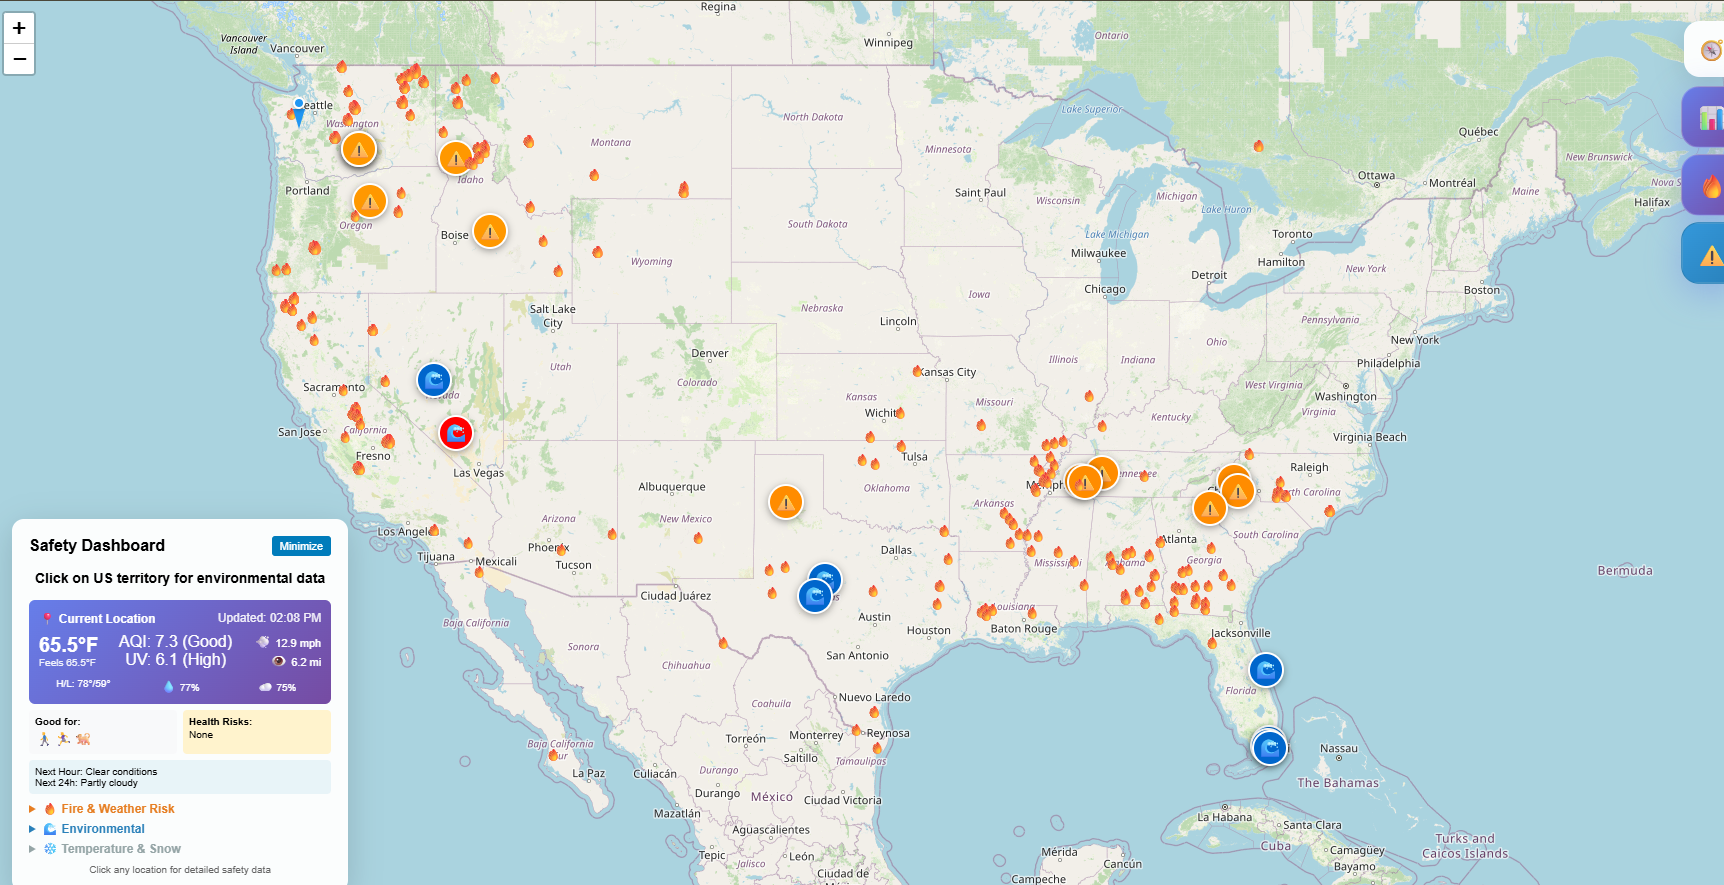 +
−
Regina
Vancouver
Island
Vancouver
Winnipeg
Ontario
eattle
Washington
Lake Superior
North Dakota
Québec
Montana
Minnesota
New Brunswick
Ottawa
Montréal
Nova S
Maine
Halifax
Portland
Idaho
Saint Paul
Wisconsin
Michigan
Lake Huron
Oregon
Boise
South Dakota
Lake Michigan
Toronto
Milwaukee
Hamilton
Wyoming
Detroit
New York
Chicago
Boston
Iowa
Salt Lake
City
Nebraska
Lincoln
Pennsylvania
New York
Ohio
Denver
Illinois
Indiana
Philadelphia
Utah
Kansas City
Colorado
Sacramento
West Virginia
Washington
Kansas
Missouri
Wichit
Kentucky
Virginia
San Jose
California
Virginia Beach
Fresno
Tulsa
Las Vegas
Raleigh
Albuquerque
Oklahoma
Memph
ennessee
Arkansas
Arizona
New Mexico
Los Angeles
South Carolina
Atlanta
Phoenix
Dallas
Tijuana
Mexicali
Tucson
Mississippi
Georgia
Bermuda
Ciudad Juárez
Austin
Louisiana
Baja California
Houston
Baton Rouge
Jacksonville
Sonora
San Antonio
Chihuahua
Florida
Coahuila
Nuevo Laredo
Baja California
Sur
Torreón
Monterrey
Reynosa
Saltillo
Tamaulipas
Nassau
La Paz
Culiacán
Durango
The Bahamas
Durango
México
Ciudad Victoria
Mazatlán
La Habana
Santa Clara
Aguascalientes
Turks and
Caicos Islands
Cuba
Camagüey
Tepic
León
Mérida
Cancún
Bayamo
Jalisco
Ciudad de
Campeche
Safety Dashboard
Minimize
Click on US territory for environmental data
Current Location
Updated: 02:08 PM
65.5°F
AQI: 7.3 (Good)
12.9 mph
Feels 65.5°F
UV: 6.1 (High)
6.2 mi
H/L: 78°/59°
77%
75%
Good for:
Health Risks:
None
Next Hour: Clear conditions
Next 24h: Partly cloudy
Fire & Weather Risk
Environmental
Temperature & Snow
Click any location for detailed safety data